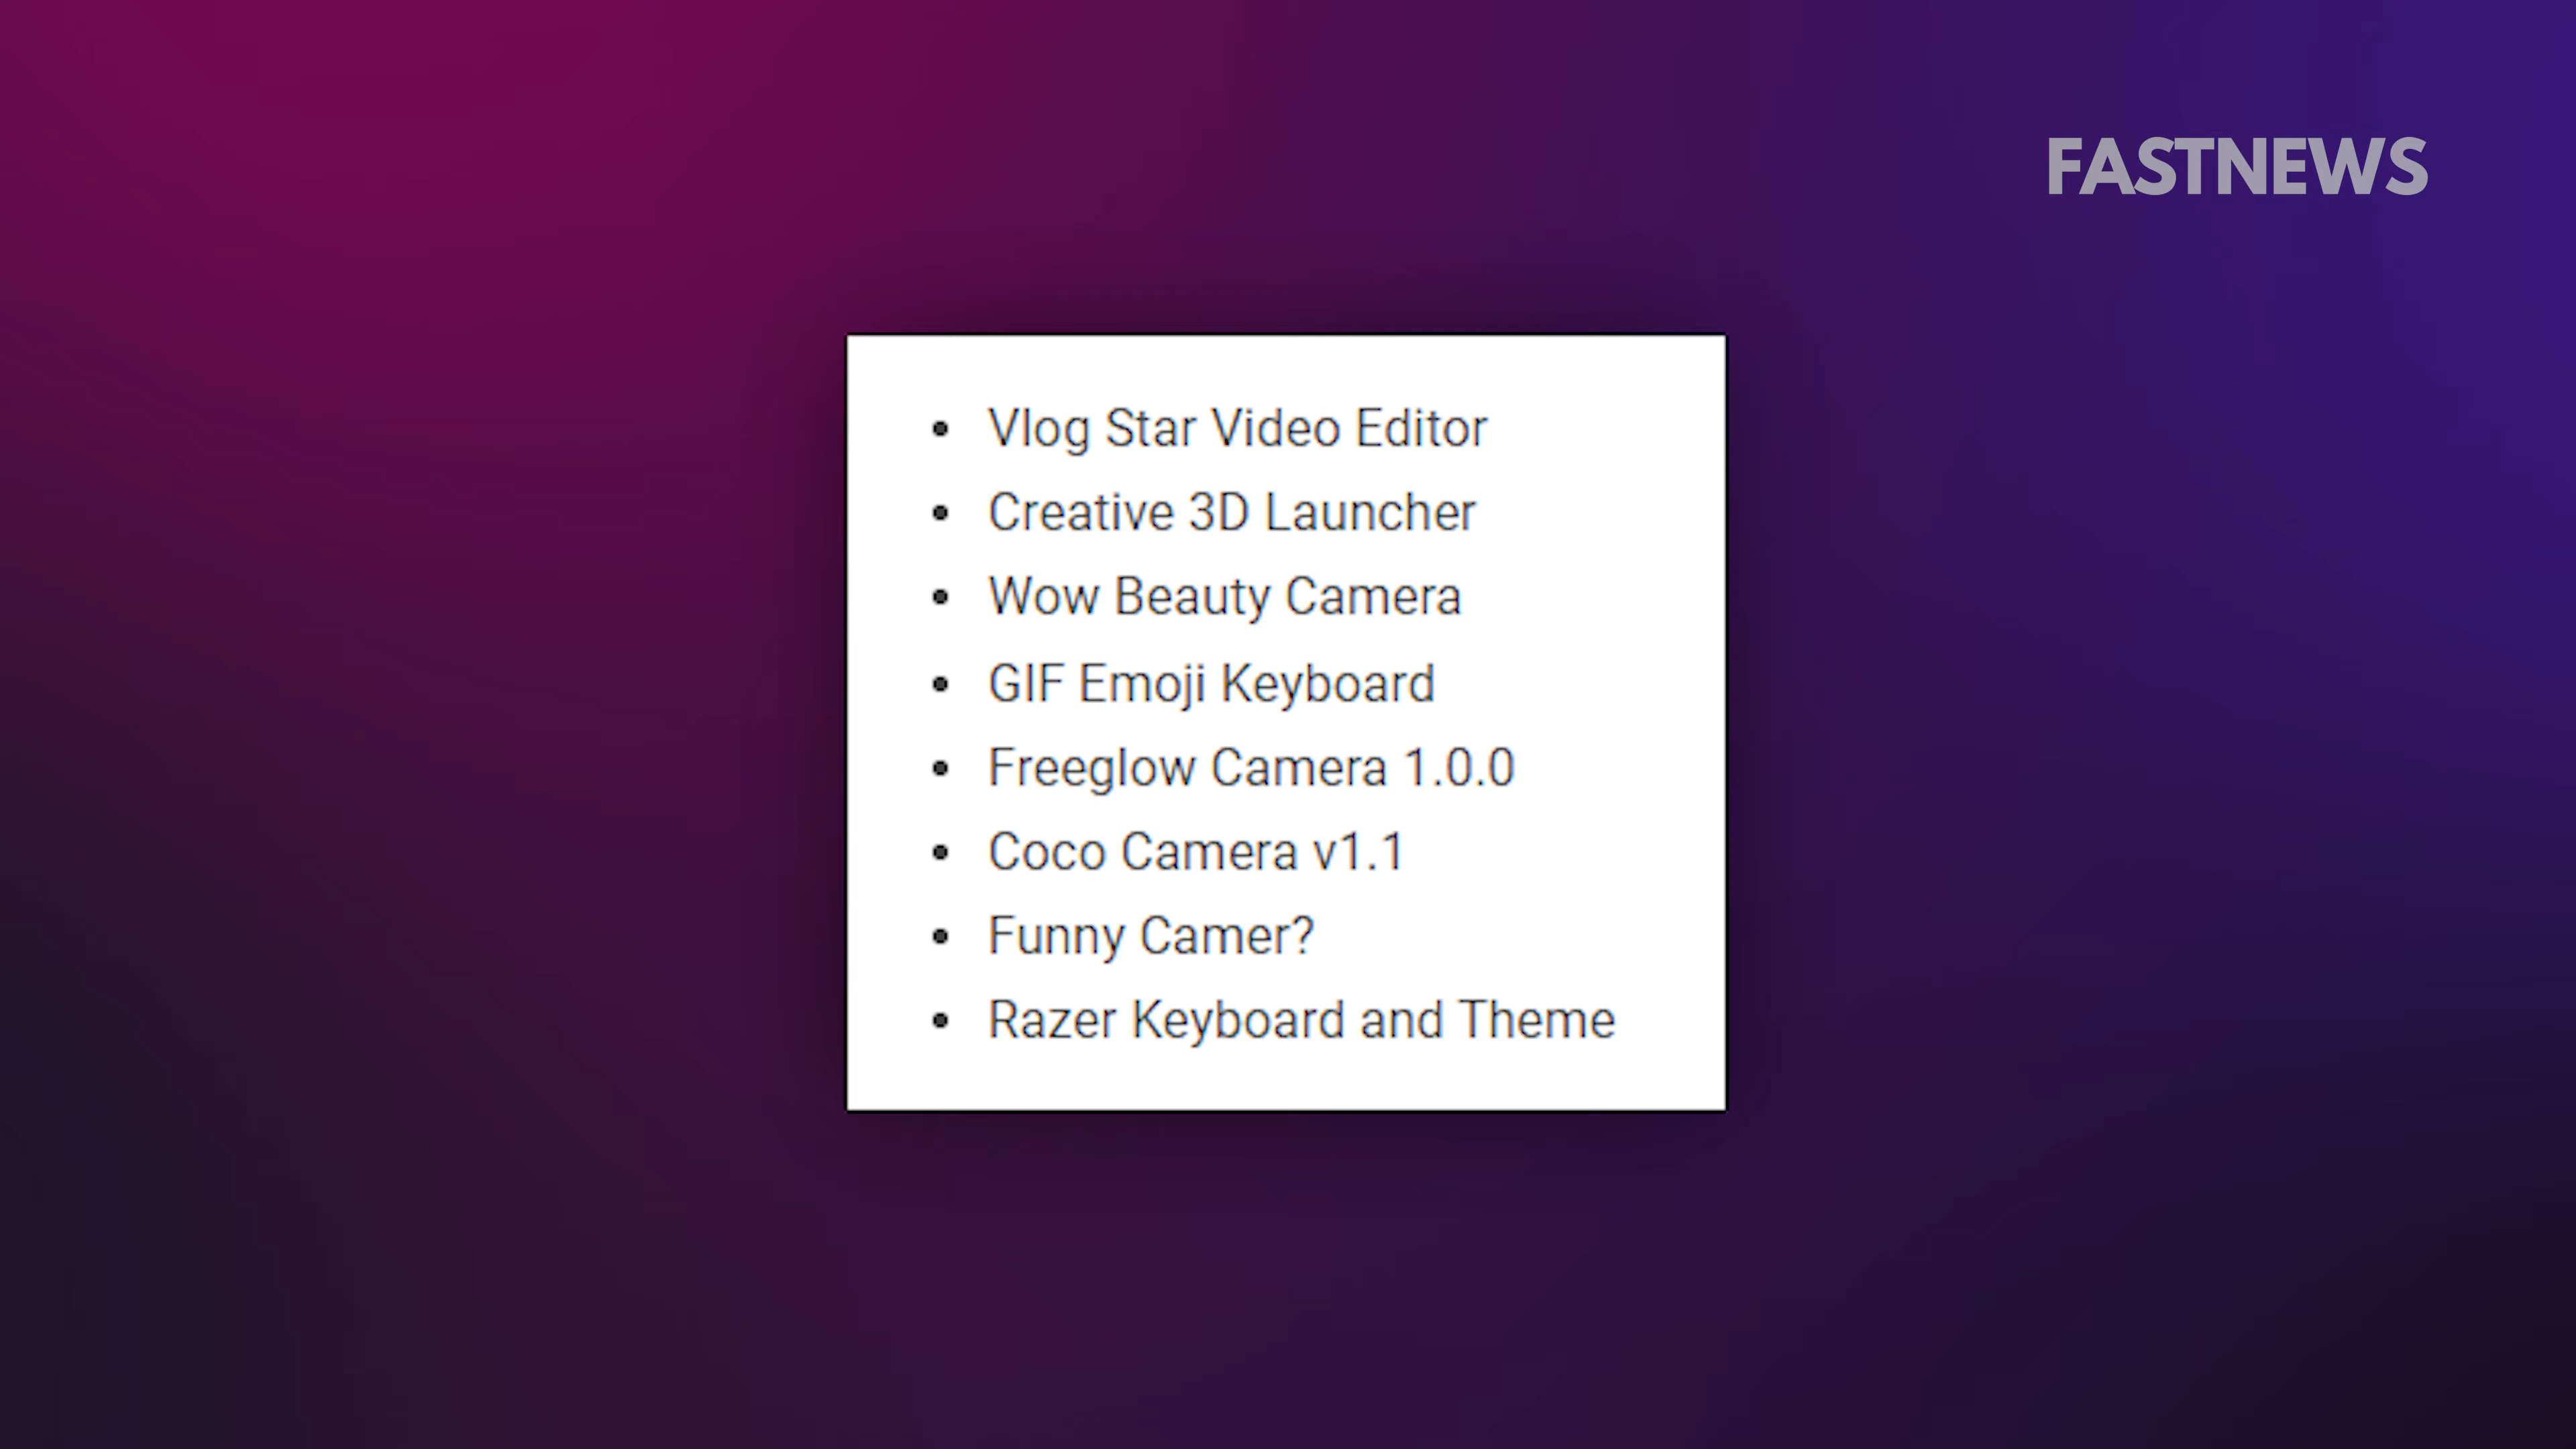 FASTNEWS
• Vlog Star Video Editor
• Creative 3D Launcher
• Wow Beauty Camera
• GIF Emoji Keyboard
• Freeglow Camera 1.0.0
• Coco Camera v1.1
• Funny Camer?
• Razer Keyboard and Theme